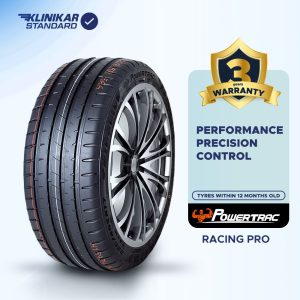 KLINIKAR
STANDARD
3
years
WARRANTY
PERFORMANCE
PRECISION
CONTROL
TYRES WITHIN 12 MONTHS OLD
POWERTRAC
RACING PRO